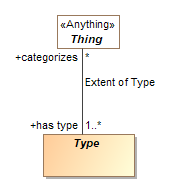 «Anything»
Thing
+categorizes *
Extent of Type
+has type 1..*
Type